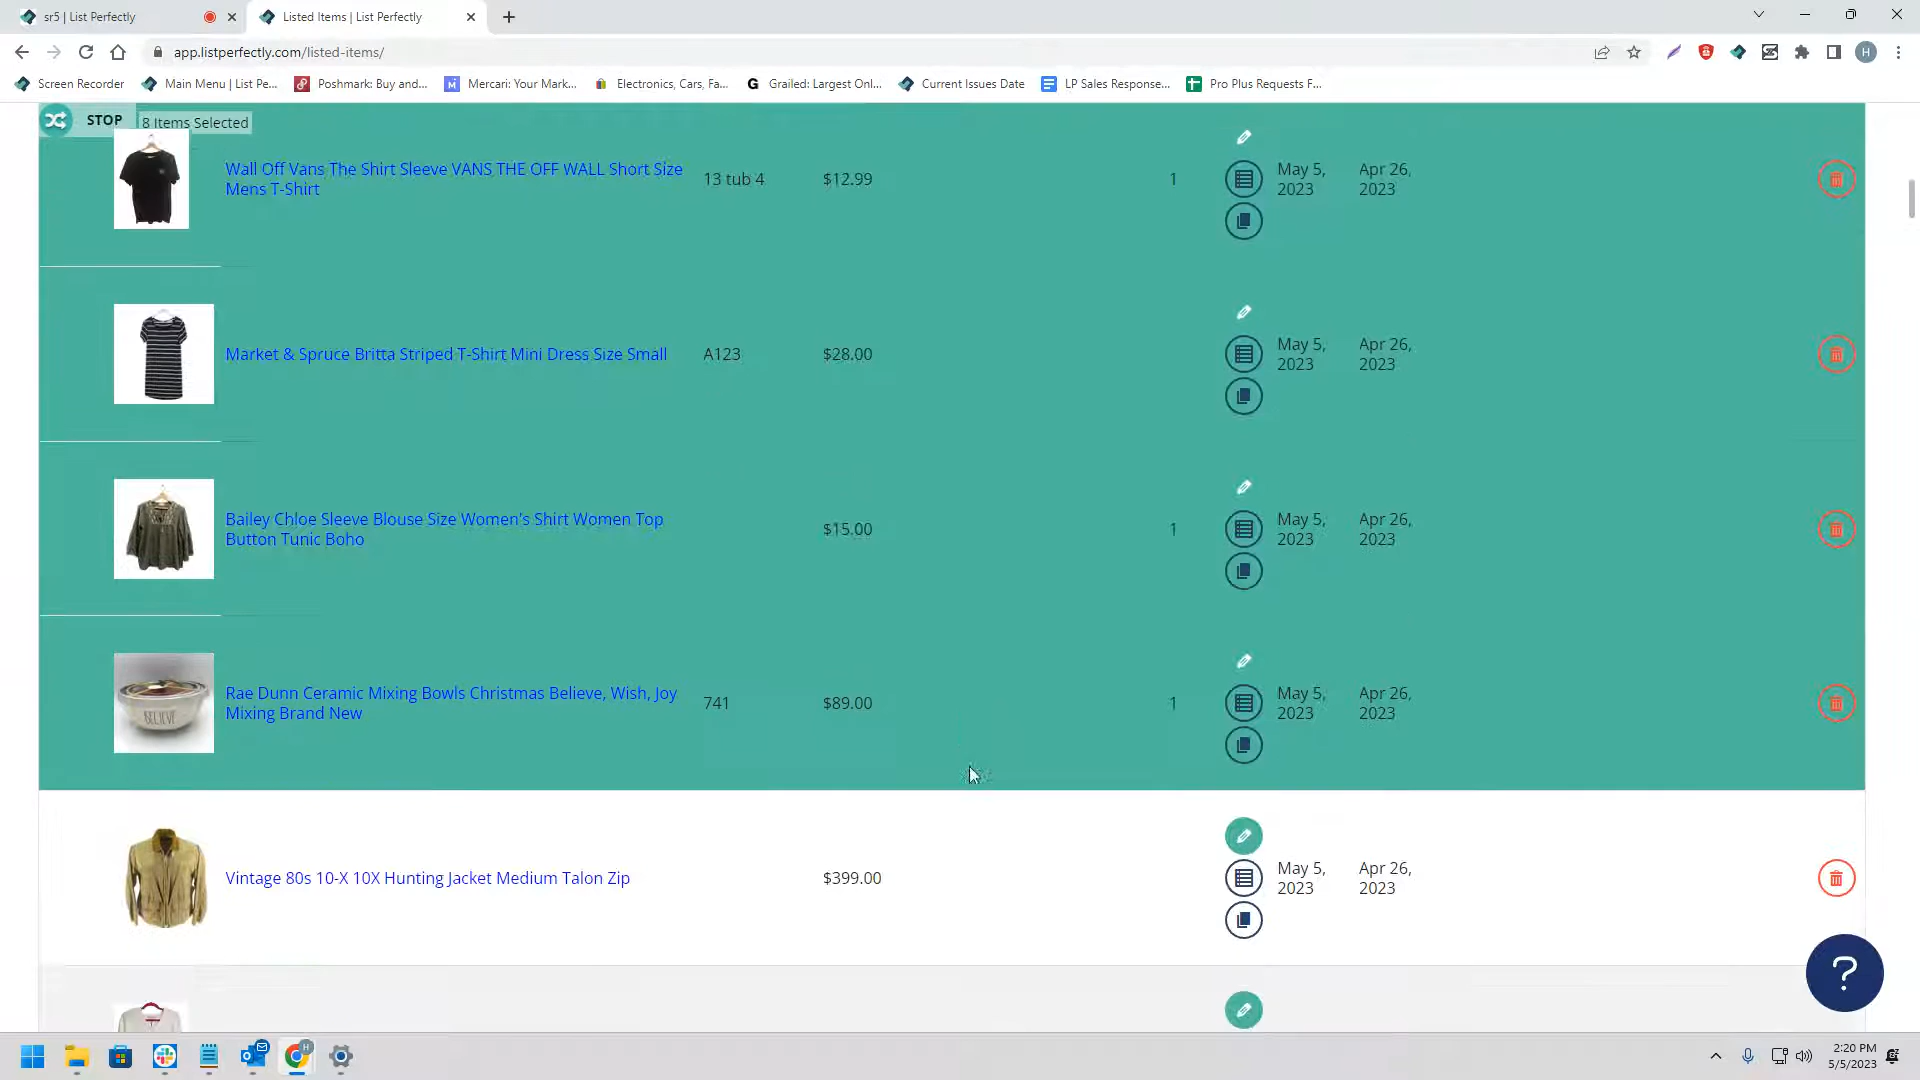 sr5 | List Perfectly
Listed Items | List Perfectly
app.listperfectly.com/listed-items/
H
Screen Recorder
Main Menu | List Pe...
Poshmark: Buy and...
Mercari: Your Mark...
Electronics, Cars, Fa...
Grailed: Largest Onl...
Current Issues Date
LP Sales Response...
Pro Plus Requests F...
STOP
8 Items Selected
Wall Off Vans The Shirt Sleeve VANS THE OFF WALL Short Size
Mens T-Shirt
13 tub 4
$12.99
1
May 5,
2023
Apr 26,
2023
Market & Spruce Britta Striped T-Shirt Mini Dress Size Small
A123
$28.00
May 5,
2023
Apr 26,
2023
Bailey Chloe Sleeve Blouse Size Women's Shirt Women Top
Button Tunic Boho
$15.00
1
May 5,
2023
Apr 26,
2023
BELIEVE
Rae Dunn Ceramic Mixing Bowls Christmas Believe, Wish, Joy
Mixing Brand New
741
$89.00
1
May 5,
2023
Apr 26,
2023
Vintage 80s 10-X 10X Hunting Jacket Medium Talon Zip
$399.00
May 5,
2023
Apr 26,
2023
?
2:20 PM
5/5/2023